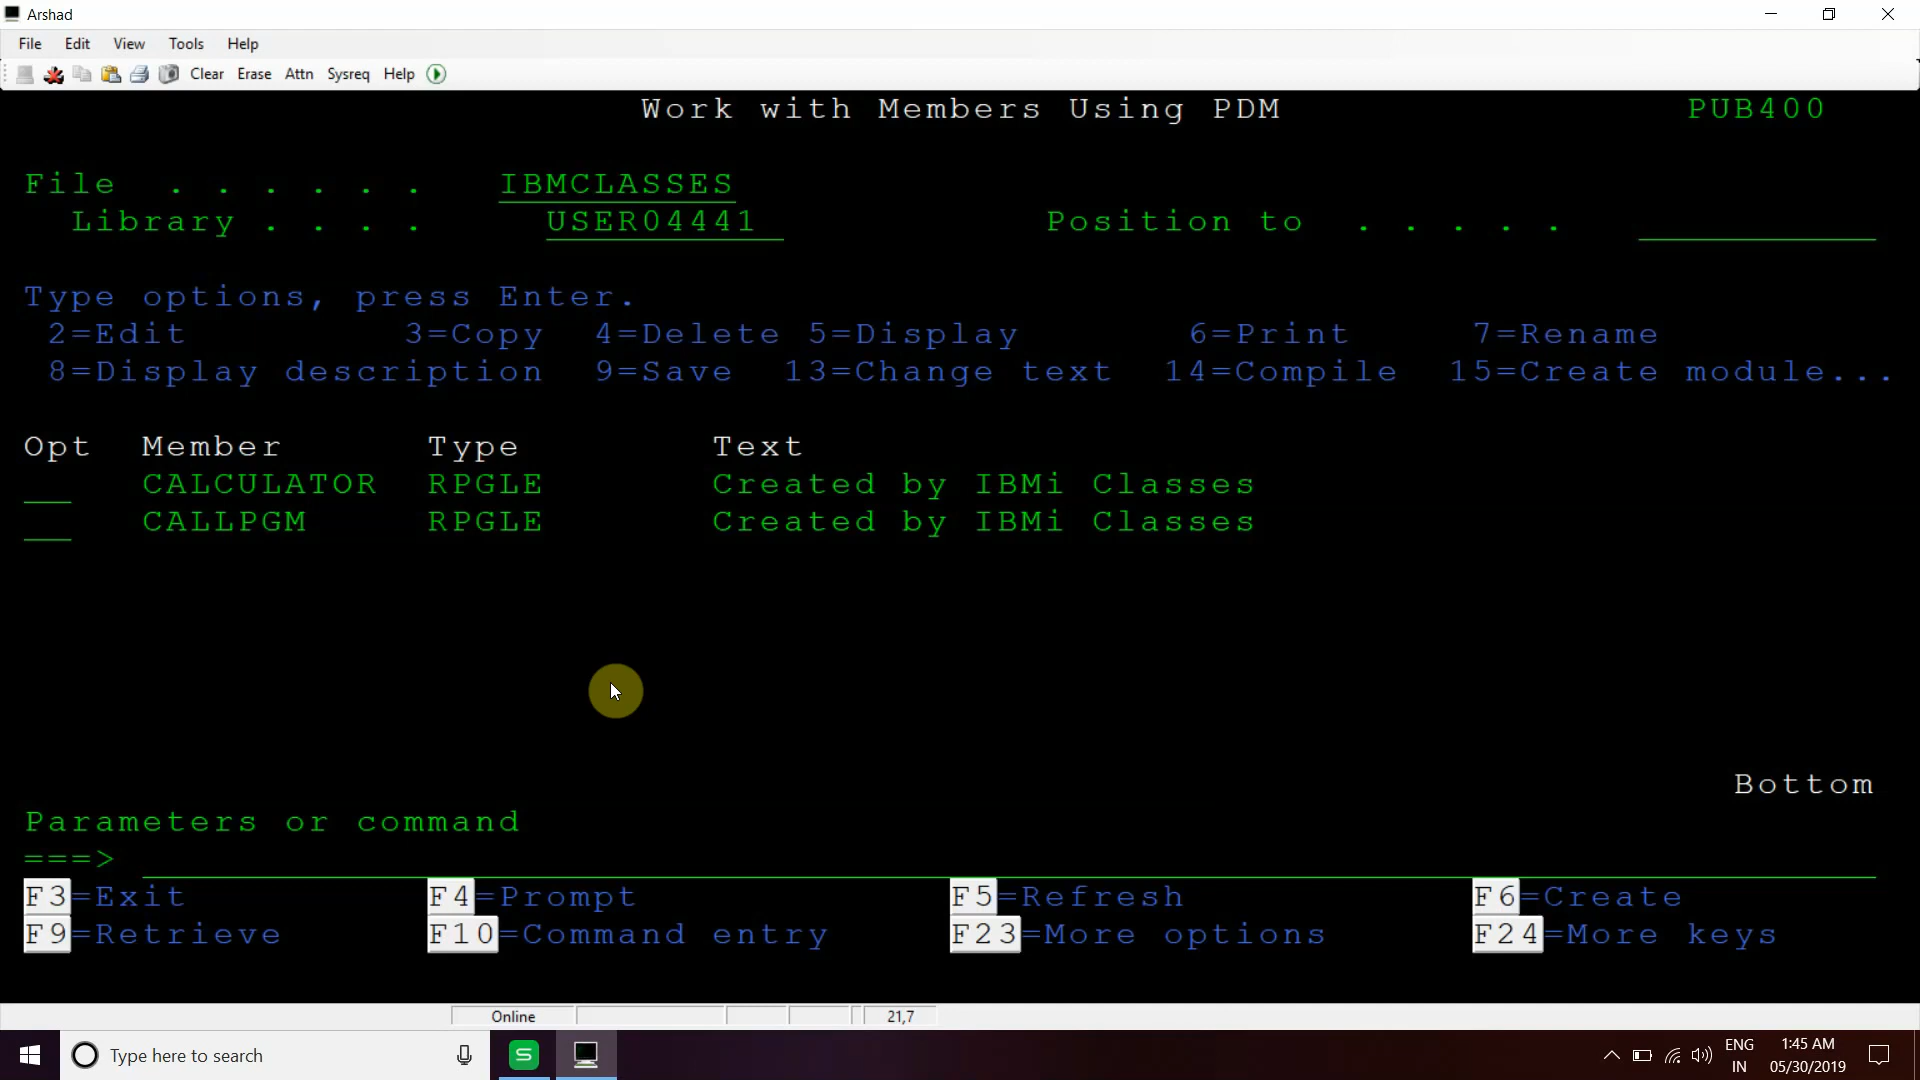 Arshad
File Edit View Tools Help
Clear Erase Attn Sysreq Help
Work with Members Using PDM PUB400
File . . . . . . IBMCLASSES
Library . . . . USER04441 Position to . . . . .
Type options, press Enter.
2=Edit 3=Copy 4=Delete 5=Display 6=Print 7=Rename
8=Display description 9=Save 13=Change text 14=Compile 15=Create module...
Opt Member Type Text
CALCULATOR RPGLE Created by IBMi Classes
CALLPGM RPGLE Created by IBMi Classes
Bottom
Parameters or command
===>
F3=Exit F4=Prompt F5=Refresh F6=Create
F9=Retrieve F10=Command entry F23=More options F24=More keys
Online 21,7
Type here to search S ENG 1:45 AM
IN 05/30/2019